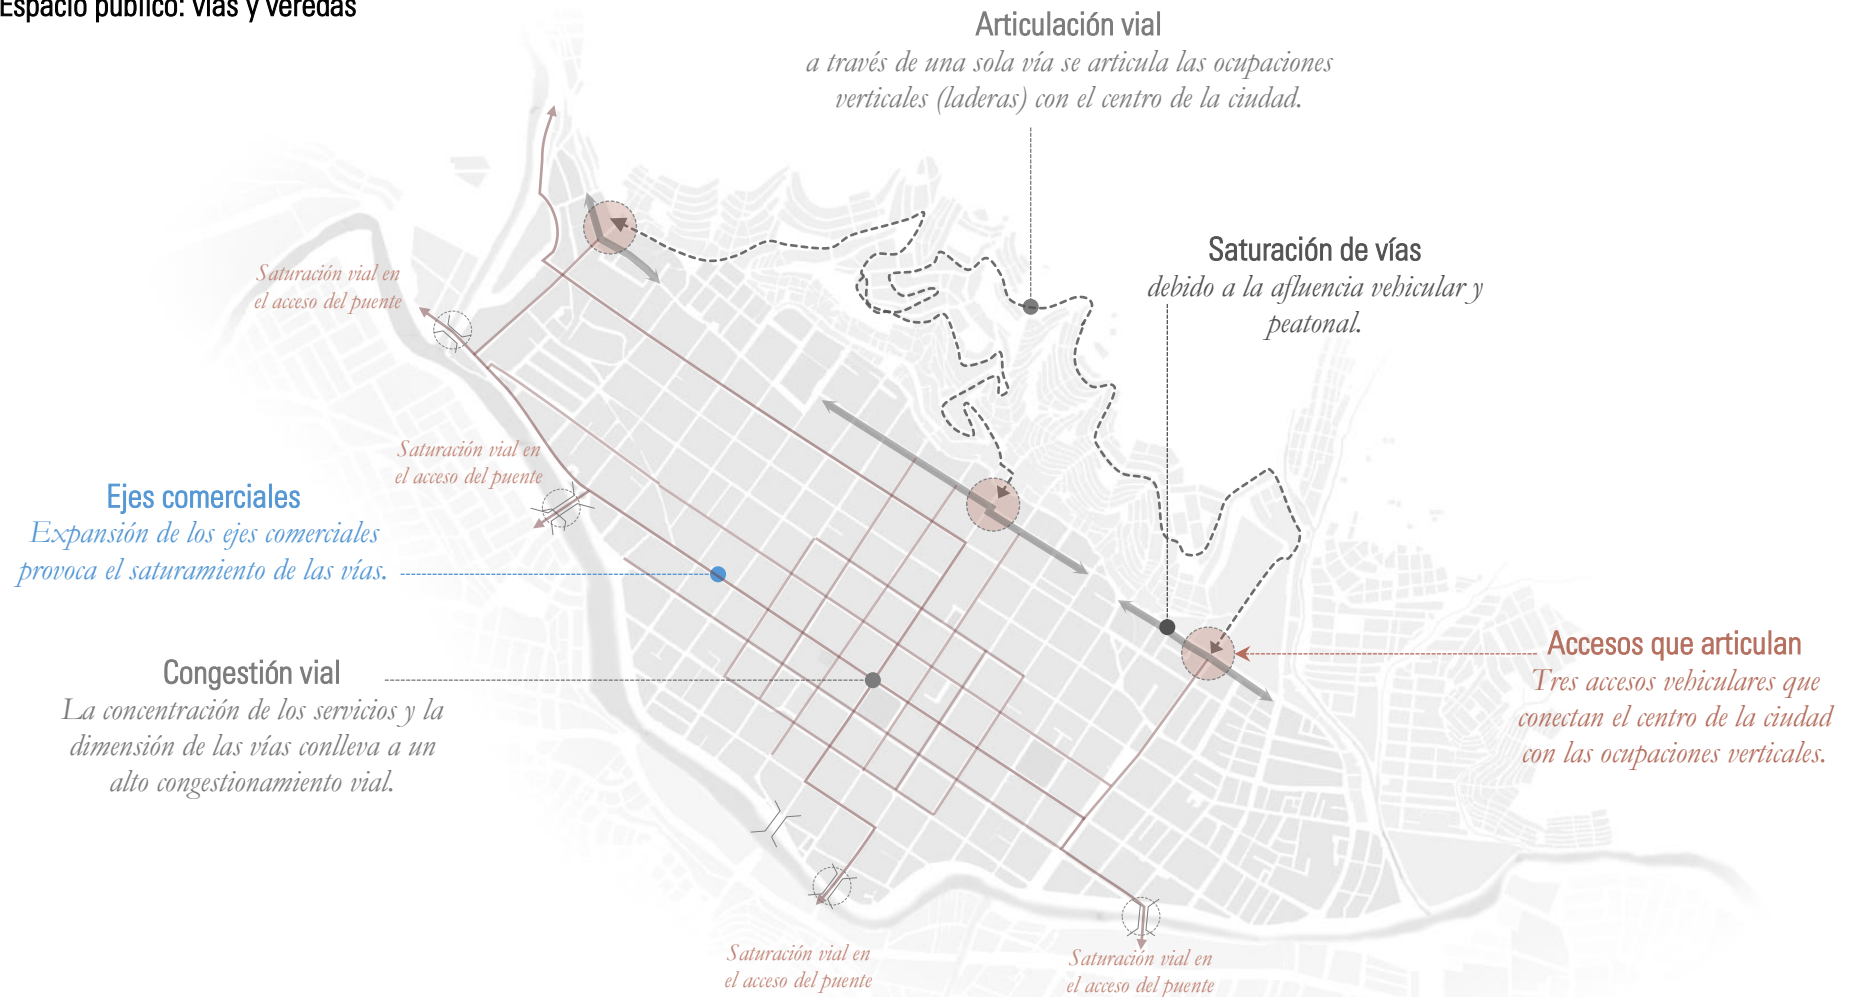 Espacio público: vías y veredas
Articulación vial
a través de una sola vía se articula las ocupaciones
verticales (laderas) con el centro de la ciudad.
Saturación de vías
debido a la afluencia vehicular y
peatonal.
Saturación vial en
el acceso del puente
Saturación vial en
el acceso del puente
Ejes comerciales
Expansión de los ejes comerciales
provoca el saturamiento de las vías.
Congestión vial
La concentración de los servicios y la
dimensión de las vías conlleva a un
alto congestionamiento vial.
Accesos que articulan
Tres accesos vehiculares que
conectan el centro de la ciudad
con las ocupaciones verticales.
Saturación vial en
el acceso del puente
Saturación vial en
el acceso del puente